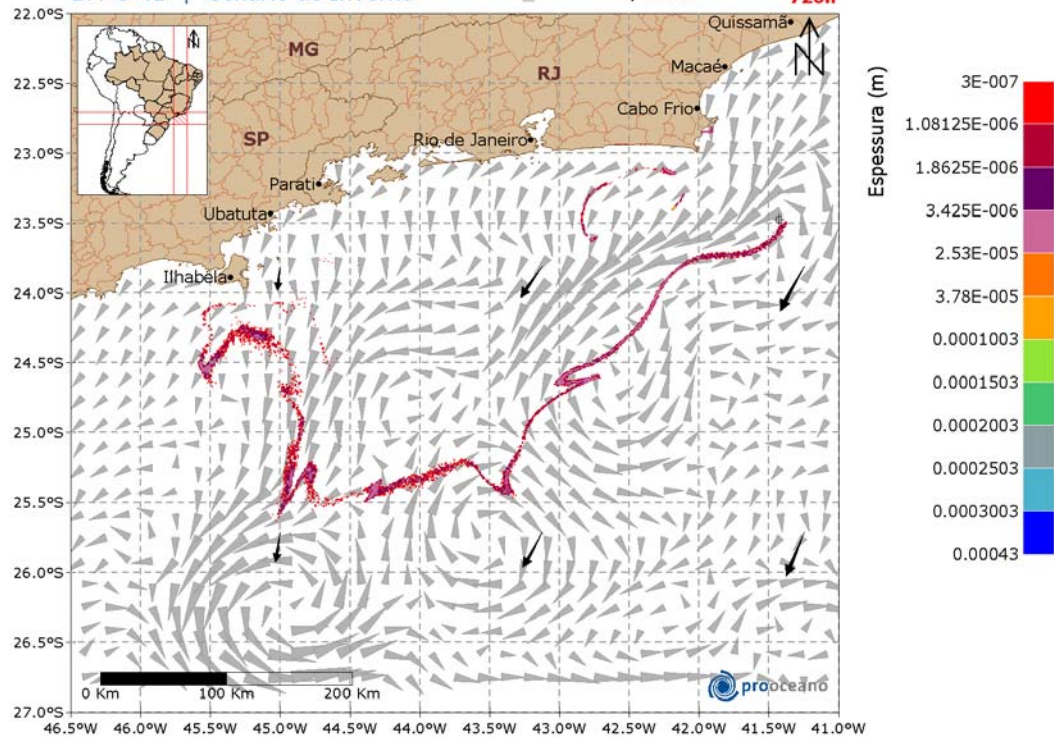 720h
22.0°S
22.5°S
23.0°S
23.5°S
24.0°S
24.5°S
25.0°S
25.5°S
26.0°S
26.5°S
27.0°S
N
MG
RJ
SP
Quissamã
Macaé
Cabo Frio
Rio de Janeiro
Parati
Ubatuta
Ilhabela
N
0 Km 100 Km 200 Km
prooceano
46.5°W 46.0°W 45.5°W 45.0°W 44.5°W 44.0°W 43.5°W 43.0°W 42.5°W 42.0°W 41.5°W 41.0°W
Espessura (m)
3E-007
1.08125E-006
1.8625E-006
3.425E-006
2.53E-005
3.78E-005
0.0001003
0.0001503
0.0002003
0.0002503
0.0003003
0.00043